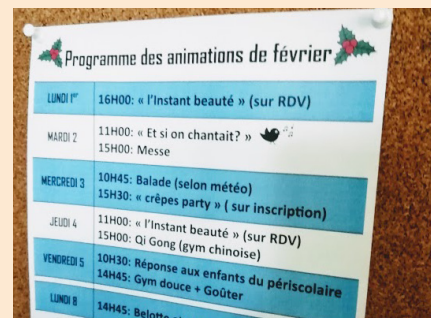 Programme des animations de février
LUNDI 1er 16H00: « l'Instant beauté » (sur RDV)
MARDI 2 11H00: « Et si on chantait? »
15H00: Messe
MERCREDI 3 10H45: Balade (selon météo)
15H30: « crêpes party » ( sur inscription)
JEUDI 4 11H00: « l'Instant beauté » (sur RDV)
15H00: Qi Gong (gym chinoise)
VENDREDI 5 10H30: Réponse aux enfants du périscolaire
14H45: Gym douce + Goûter
LUNDI 8 14H45: Belotte